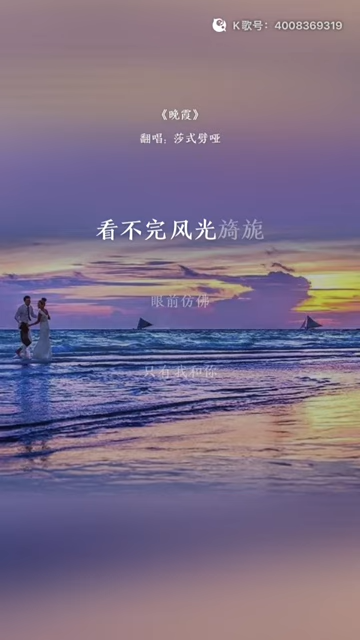 K歌号：4008369319
《晚霞》
翻唱：莎式劈哑
看不完风光旖旎
眼前仿佛
只有我和你